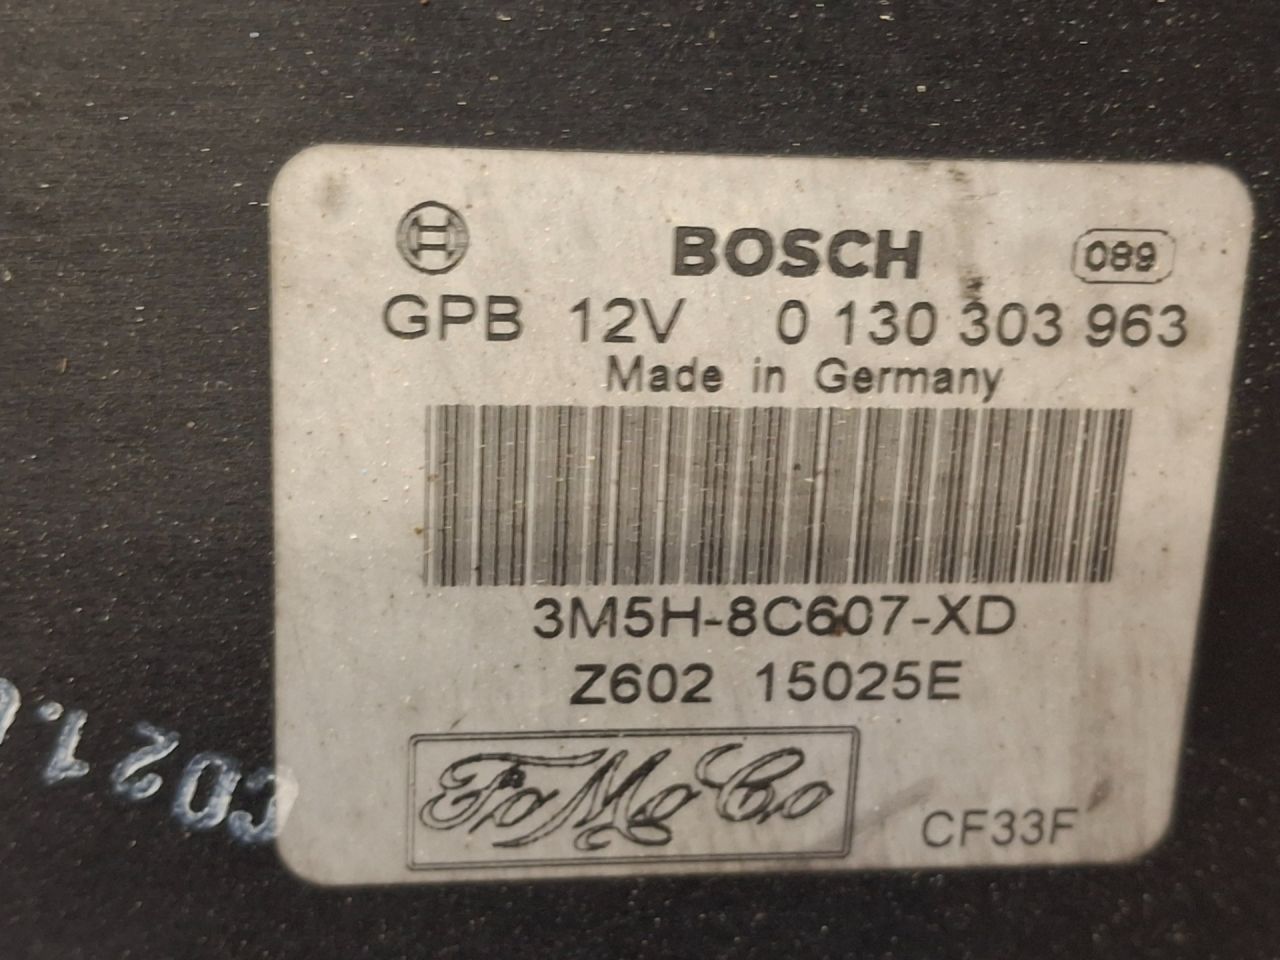 BOSCH 089
GPB 12V 0 130 303 963
Made in Germany
3M5H-8C607-XD
Z602 15025E
FoMoCo
CF33F